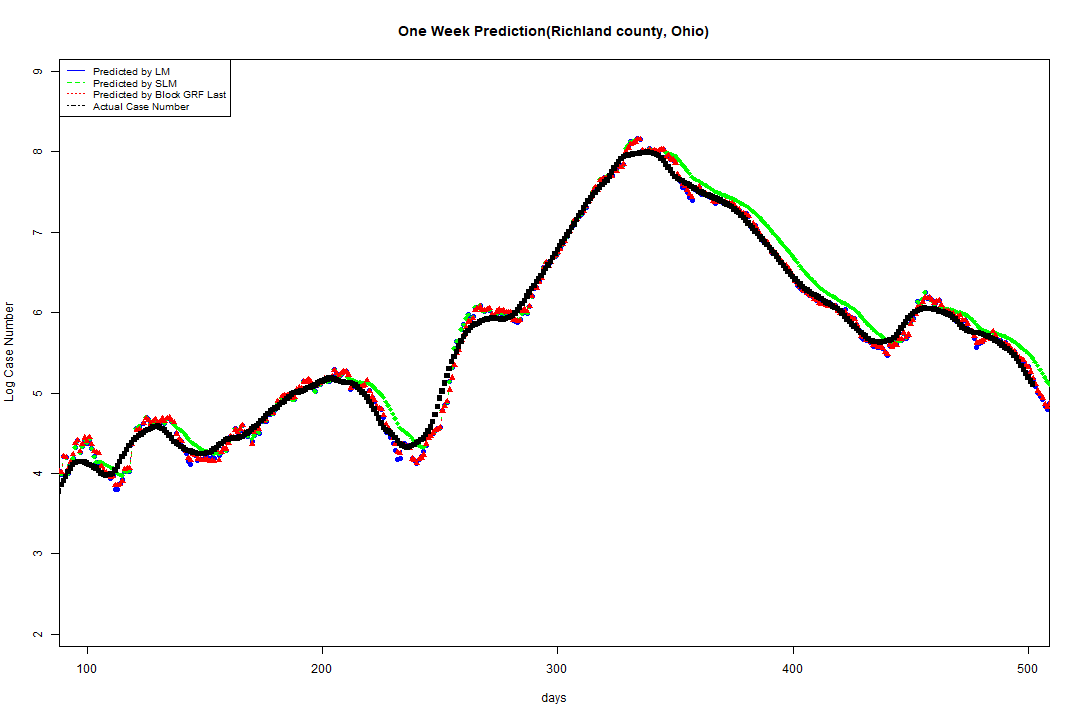 One Week Prediction(Richland county, Ohio)
Predicted by LM
Predicted by SLM
Predicted by Block GRF Last
Actual Case Number
9
8
7
6
5
4
3
2
Log Case Number
100 200 300 400 500
days